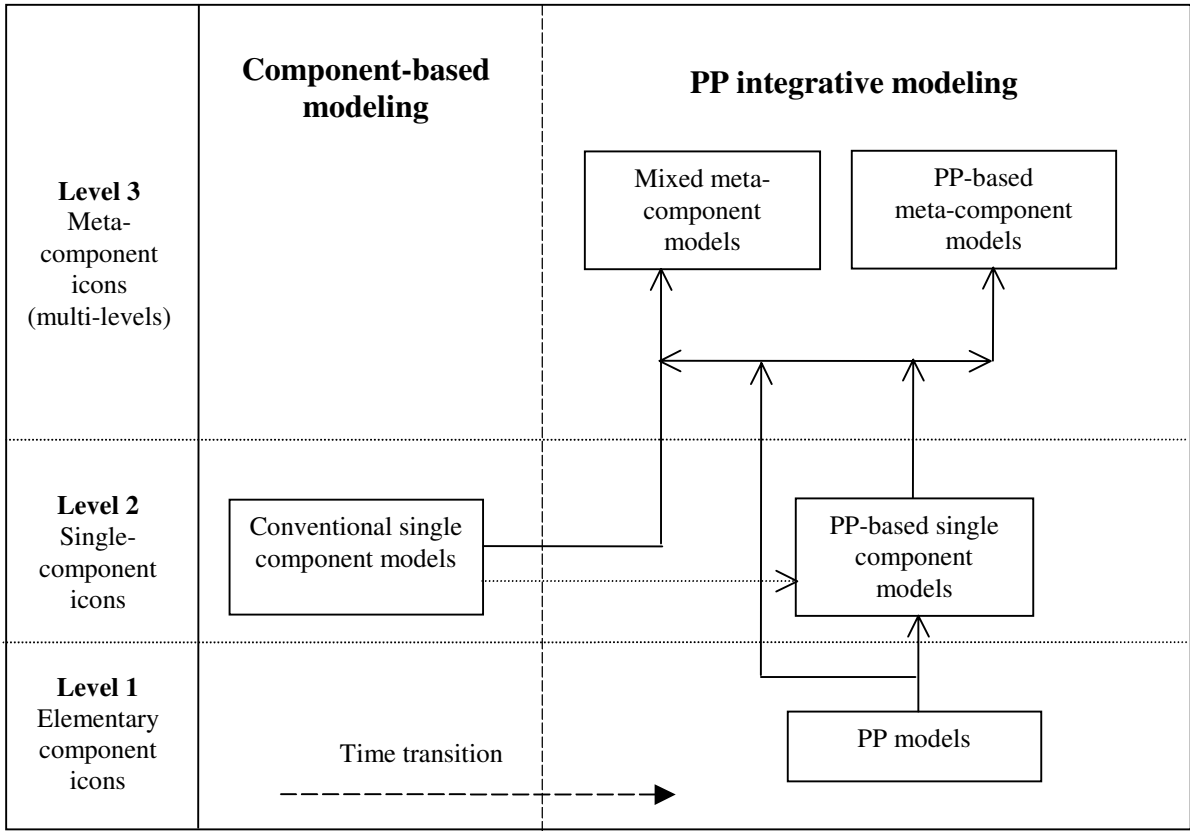 Component-based
modeling
PP integrative modeling
Level 3
Meta-
component
icons
(multi-levels)
Mixed meta-
component
models
PP-based
meta-component
models
Level 2
Single-
component
icons
Conventional single
component models
PP-based single
component
models
Level 1
Elementary
component
icons
Time transition
PP models